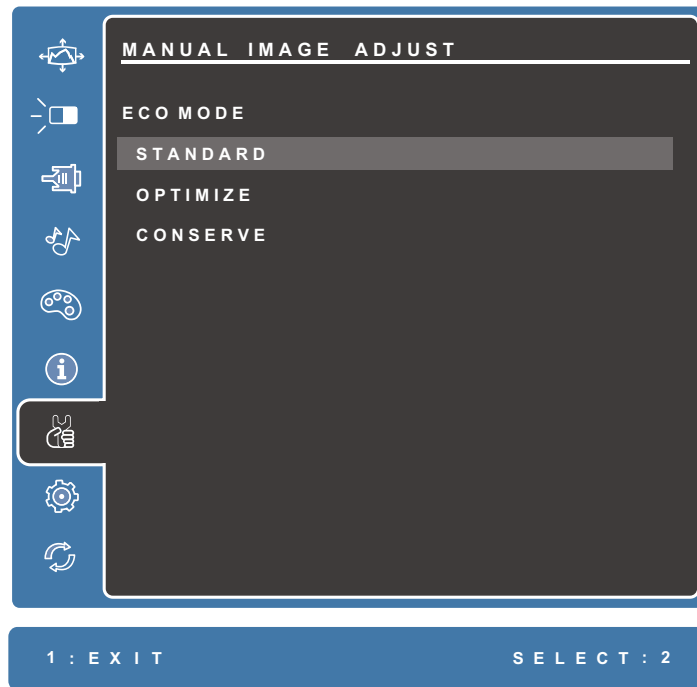 MANUAL IMAGE ADJUST
ECO MODE
STANDARD
OPTIMIZE
CONSERVE
1 : EXIT
SELECT : 2